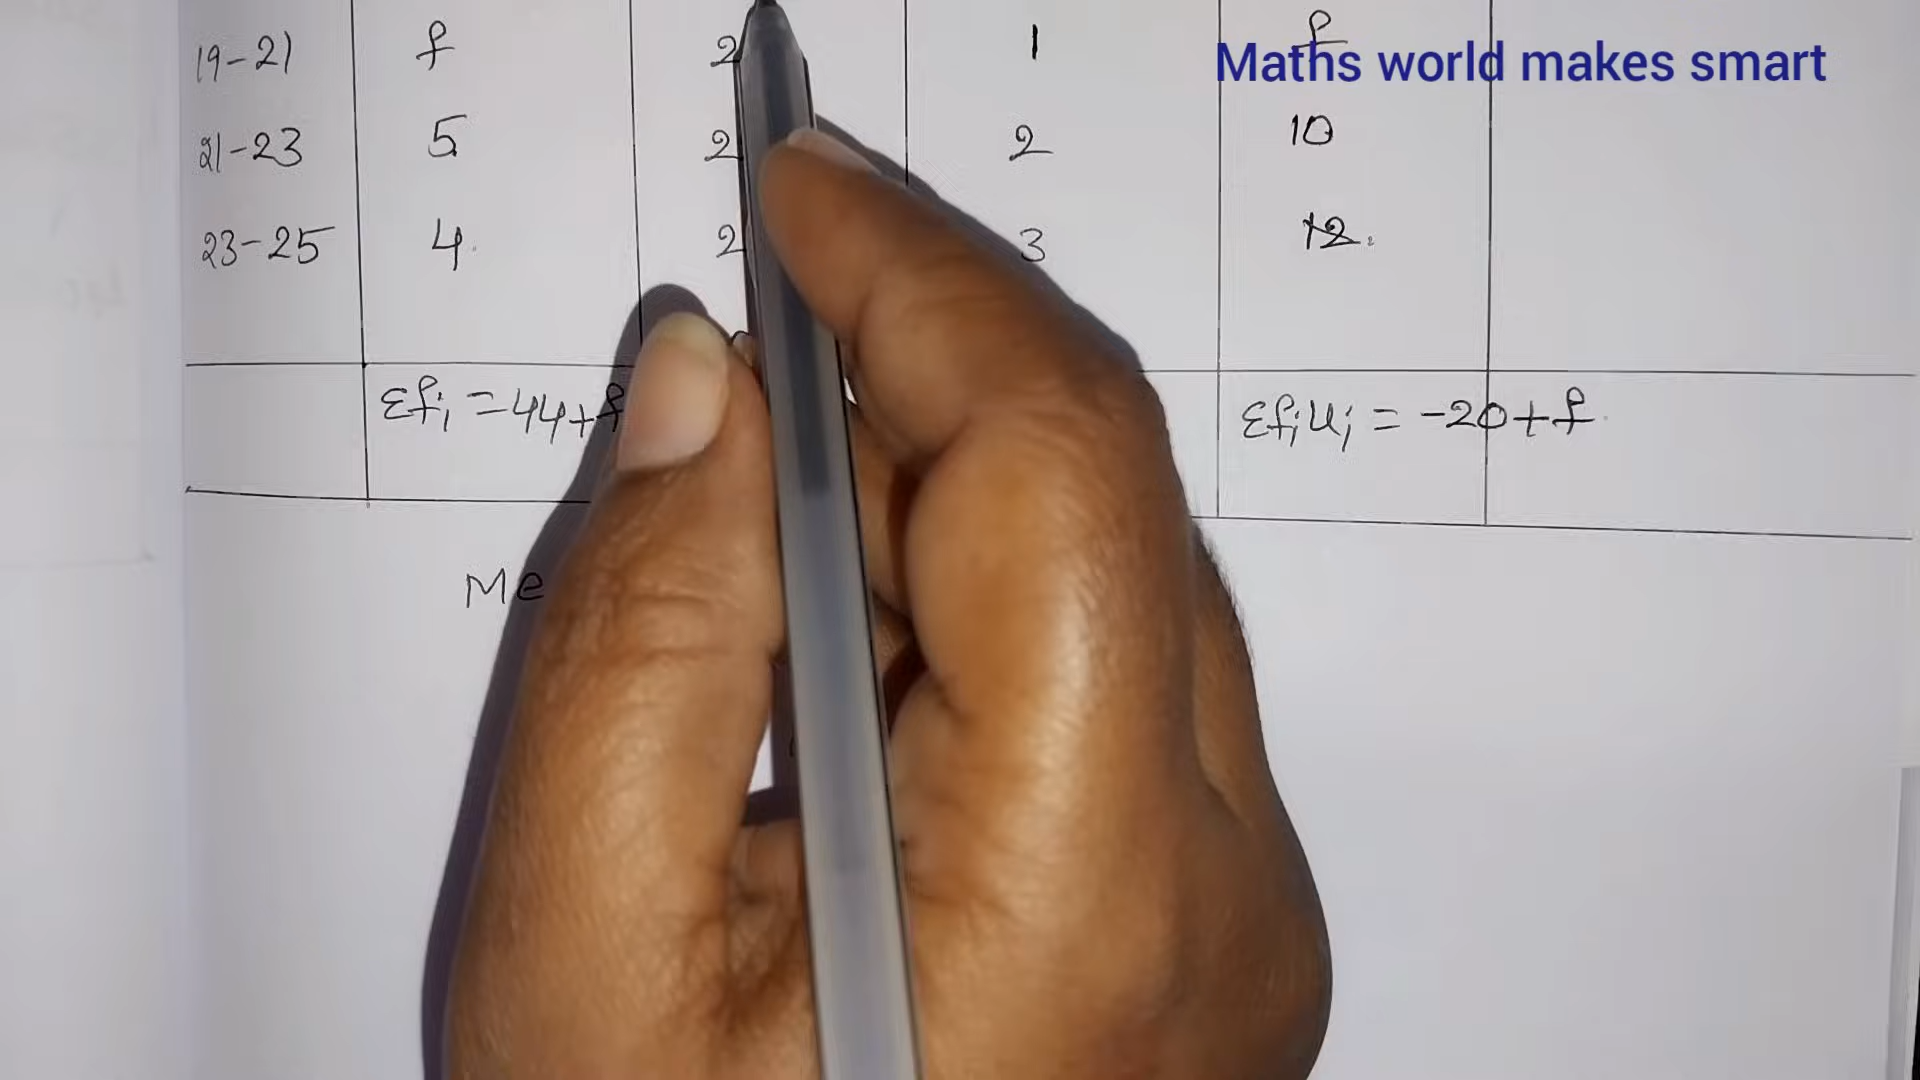 19-21 f 2 1 f
Maths world makes smart
21-23 5 2 2 10
23-25 4 2 3 12
Σfi = 44+f Σfiui = -20+f
Me